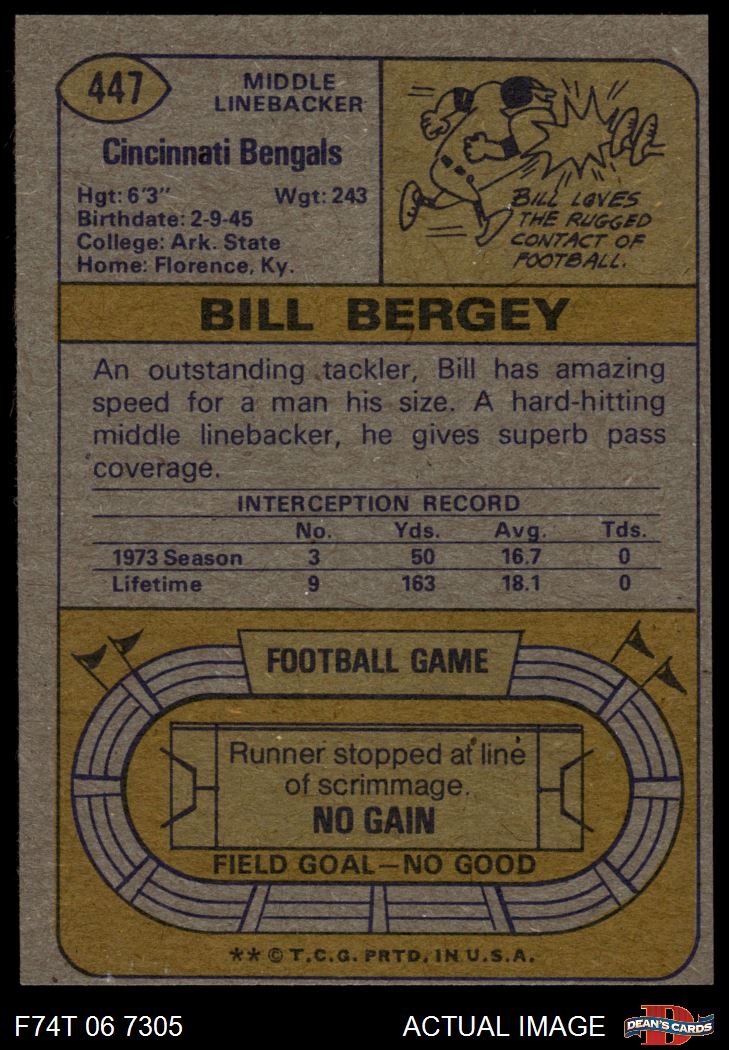 447
MIDDLE
LINEBACKER
Cincinnati Bengals
Hgt: 6'3" Wgt: 243
Birthdate: 2-9-45
College: Ark. State
Home: Florence, Ky.
BILL LOVES
THE RUGGED
CONTACT OF
FOOTBALL.
BILL BERGEY
An outstanding tackler, Bill has amazing
speed for a man his size. A hard-hitting
middle linebacker, he gives superb pass
coverage.
INTERCEPTION RECORD
No. Yds. Avg. Tds.
1973 Season 3 50 16.7 0
Lifetime 9 163 18.1 0
FOOTBALL GAME
Runner stopped at line
of scrimmage.
NO GAIN
FIELD GOAL—NO GOOD
** © T.C.G. PRTD. IN U.S.A.
F74T 06 7305 ACTUAL IMAGE
D
DEAN'S CARDS